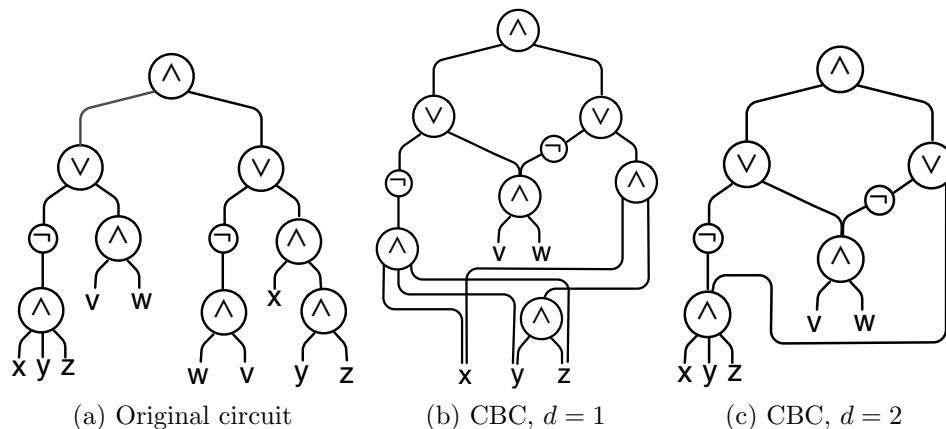 ∧ ∧ ∧
∨ ∨ ∨ ∨ ∨ ∨
¬ ∧ ¬ ∧ ¬ ¬ ∧ ∧ ¬ ¬ ∧
v w x v w v w
∧ ∧ ∧ ∧ ∧ ∧
x y z w v y z x y z x y z
(a) Original circuit (b) CBC, d = 1 (c) CBC, d = 2